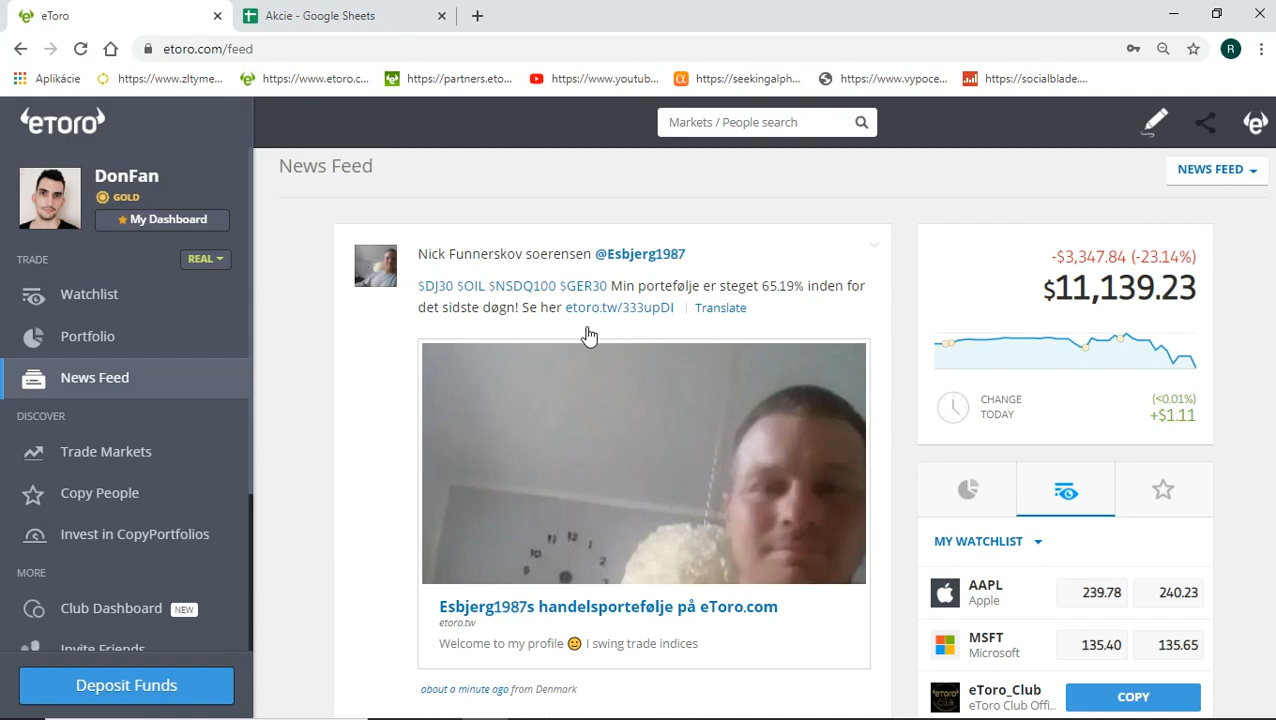 eToro
Akcie - Google Sheets
etoro.com/feed
R
Aplikácie
https://www.zltyme...
https://www.etoro.c...
https://partners.eto...
https://www.youtub...
https://seekingalph...
https://www.vypoce...
https://socialblade....
eToro
Markets / People search
DonFan
GOLD
My Dashboard
TRADE
REAL
Watchlist
Portfolio
News Feed
DISCOVER
Trade Markets
Copy People
Invest in CopyPortfolios
MORE
Club Dashboard NEW
Invite Friends
Deposit Funds
News Feed
NEWS FEED
Nick Funnerskov soerensen @Esbjerg1987
$DJ30 $OIL $NSDQ100 $GER30 Min portefølje er steget 65.19% inden for
det sidste døgn! Se her etoro.tw/333upDI | Translate
11 12 1
10 2
Esbjerg1987s handelsportefølje på eToro.com
etoro.tw
Welcome to my profile 🙂 I swing trade indices
about a minute ago from Denmark
-$3,347.84 (-23.14%)
$11,139.23
CHANGE
TODAY
(<0.01%)
+$1.11
MY WATCHLIST
AAPL
Apple
239.78
240.23
MSFT
Microsoft
135.40
135.65
eToro_Club
eToro Club Offi...
COPY